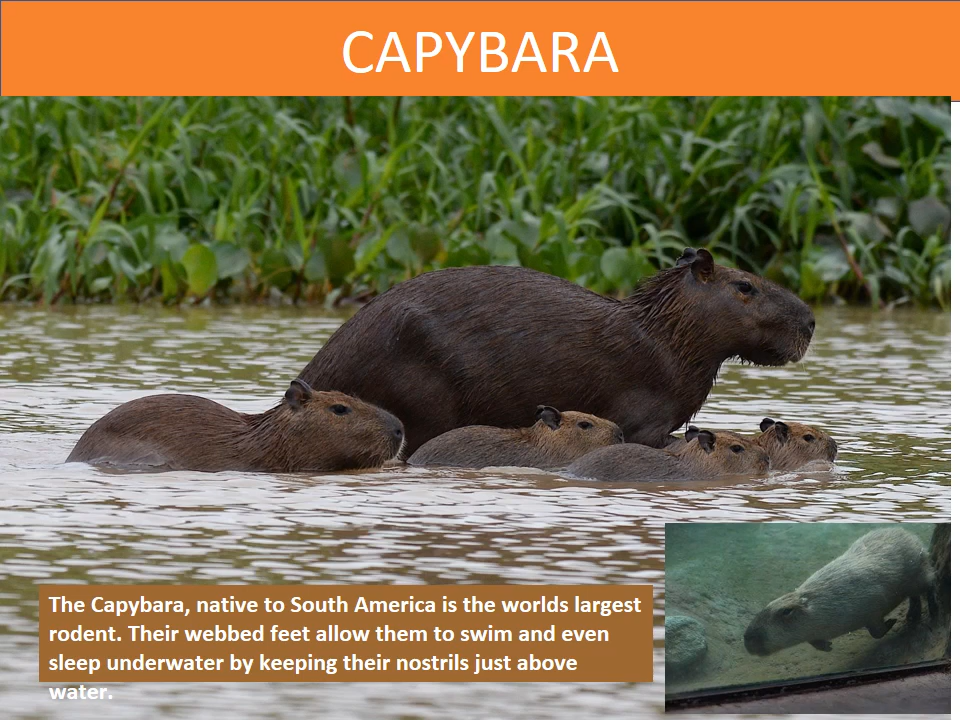 CAPYBARA
The Capybara, native to South America is the worlds largest
rodent. Their webbed feet allow them to swim and even
sleep underwater by keeping their nostrils just above
water.